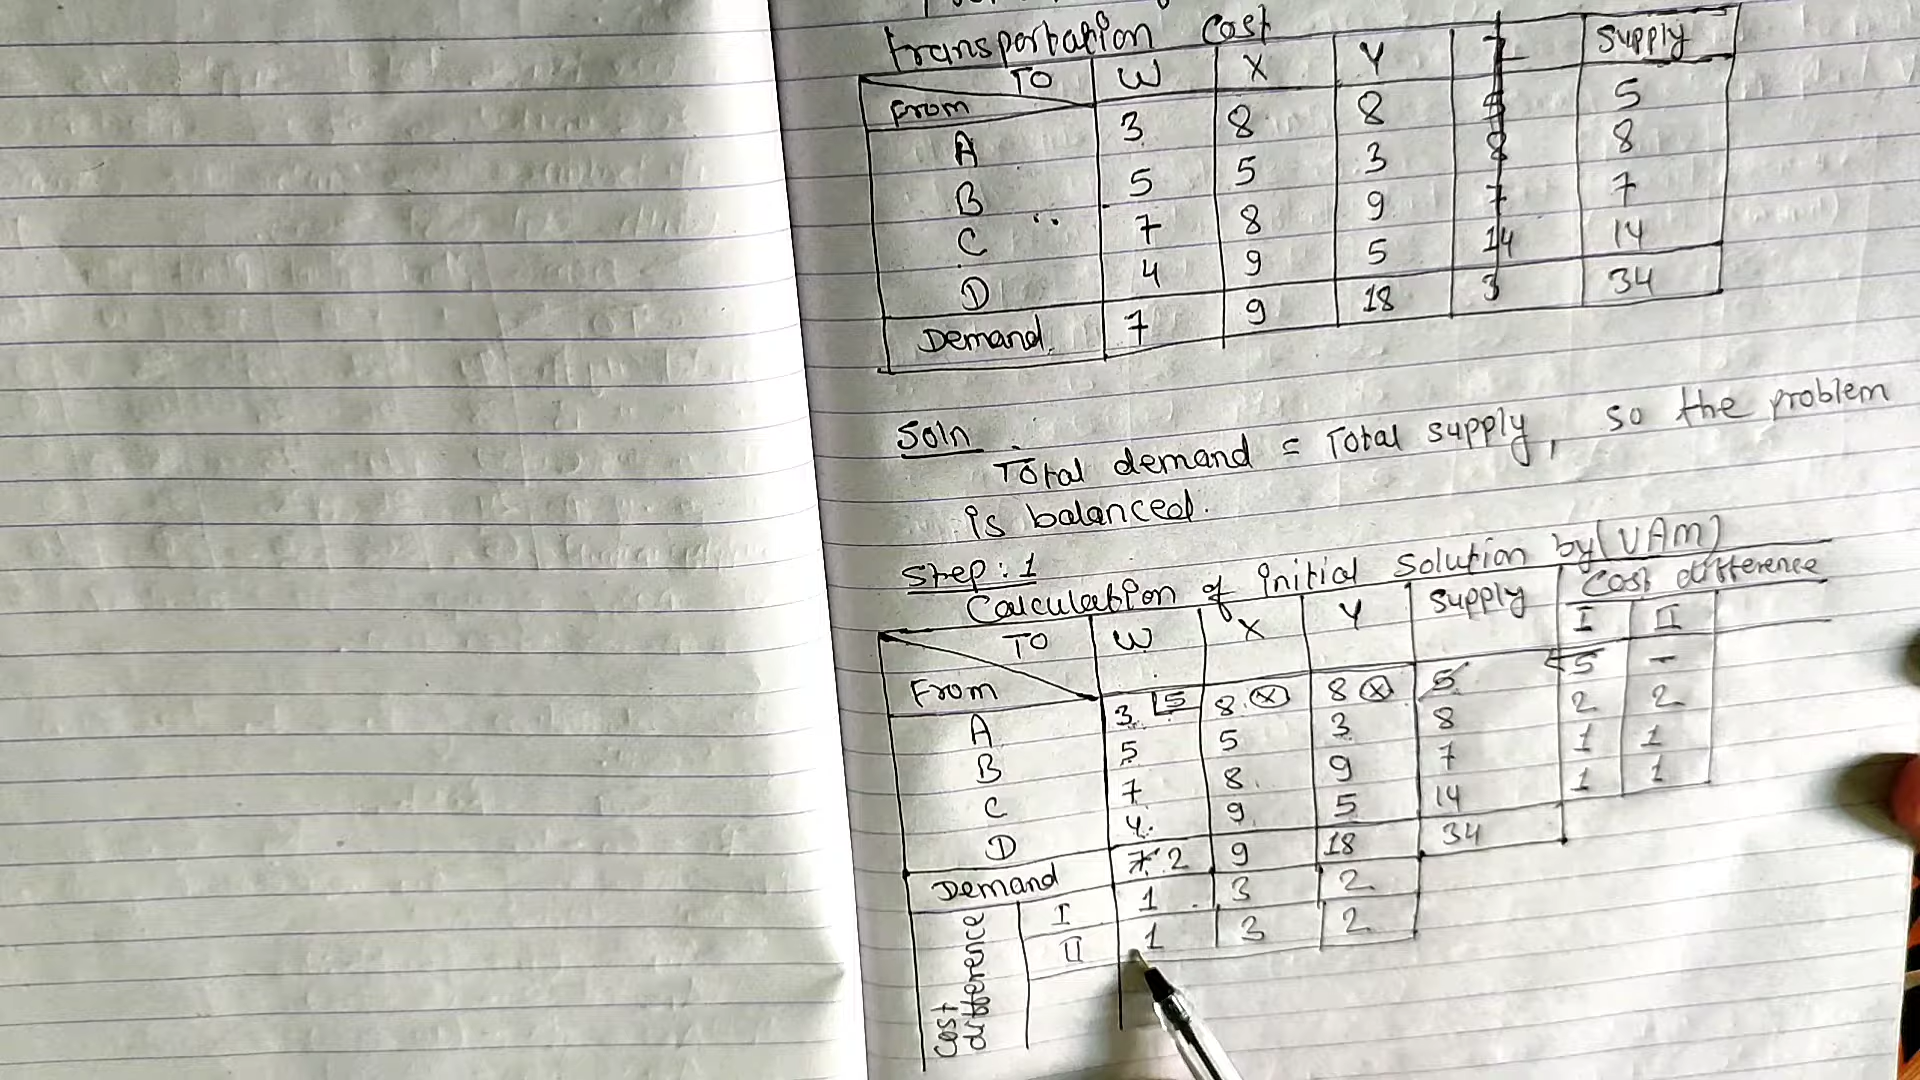 transportation cost
TO W X Y Supply
From
A 3 8 8 5
B 5 5 3 8
C 7 8 9 7 7
D 4 9 5 14 14
Demand 7 9 18 3 34
Soln
Total demand = Total supply, so the problem
is balanced.
Step:1
Calculation of initial solution by (VAM)
TO W X Y Supply Cost difference
From I II
A 3 5 8 (x) 8 (x) 5 5 -
B 5 5 3 8 2 2
C 7 8 9 7 1 1
D 4 9 5 14 1 1
Demand 7 2 9 18 34
Cost difference I 1 3 2
II 1 3 2